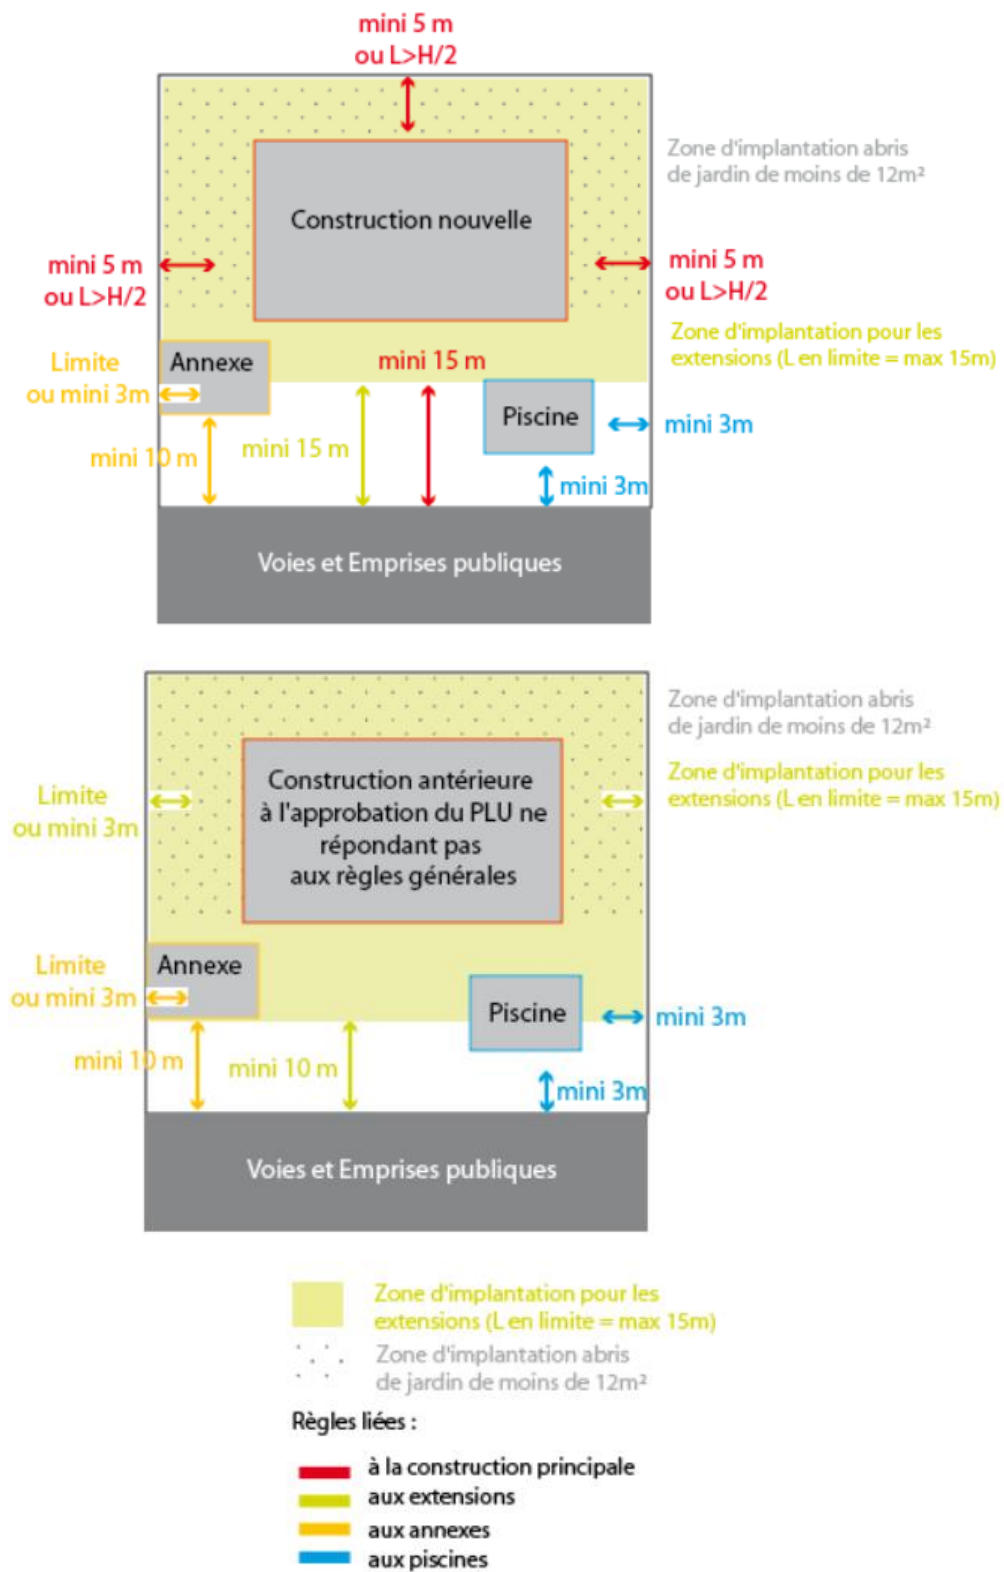 mini 5 m
ou L>H/2
Zone d'implantation abris
de jardin de moins de 12m²
Construction nouvelle
mini 5 m
ou L>H/2
mini 5 m
ou L>H/2
Zone d'implantation pour les
extensions (L en limite = max 15m)
Limite
ou mini 3m
Annexe
mini 15 m
Piscine
mini 3m
mini 10 m
mini 15 m
mini 3m
Voies et Emprises publiques
Zone d'implantation abris
de jardin de moins de 12m²
Zone d'implantation pour les
extensions (L en limite = max 15m)
Construction antérieure
à l'approbation du PLU ne
répondant pas
aux règles générales
Limite
ou mini 3m
Limite
ou mini 3m
Annexe
Piscine
mini 3m
mini 10 m
mini 10 m
mini 3m
Voies et Emprises publiques
Zone d'implantation pour les
extensions (L en limite = max 15m)
Zone d'implantation abris
de jardin de moins de 12m²
Règles liées :
à la construction principale
aux extensions
aux annexes
aux piscines